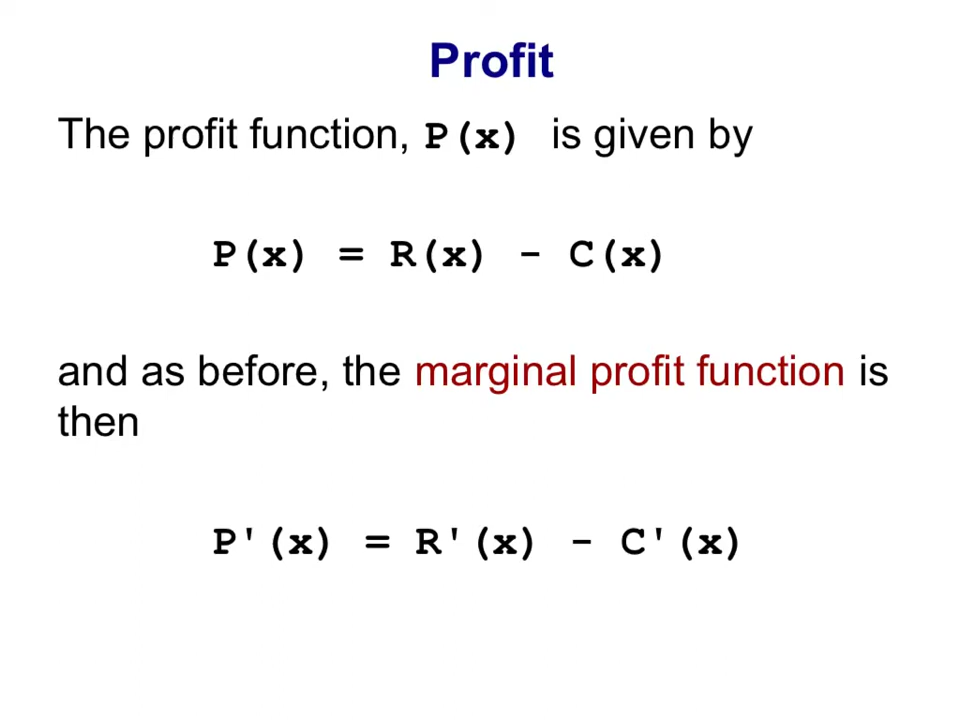 Profit
The profit function, P(x) is given by
P(x) = R(x) - C(x)
and as before, the marginal profit function is
then
P'(x) = R'(x) - C'(x)